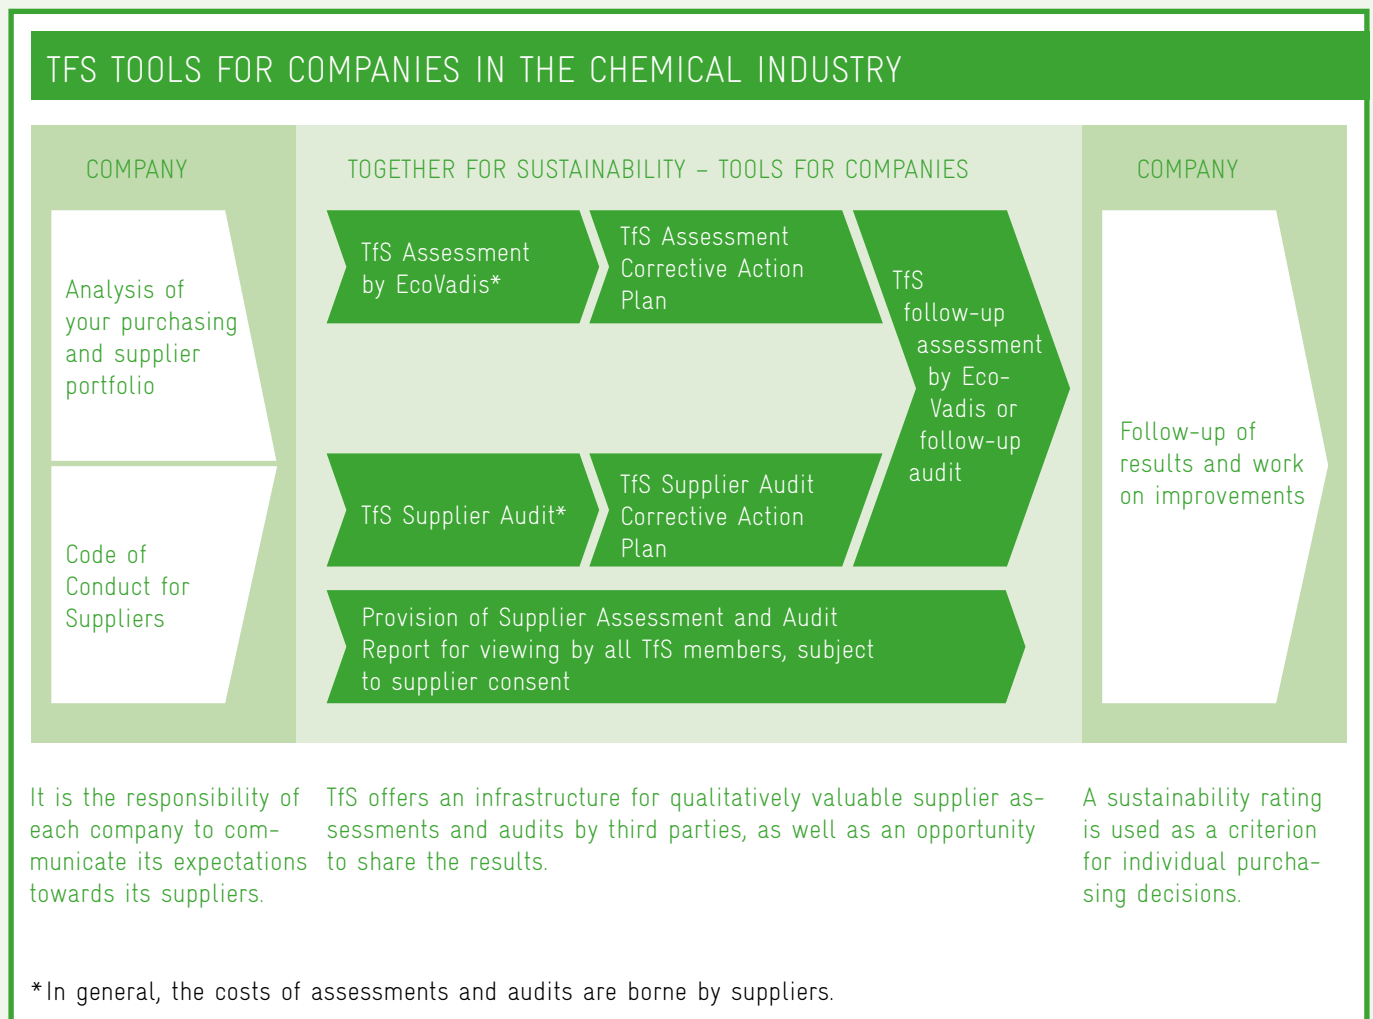 TFS TOOLS FOR COMPANIES IN THE CHEMICAL INDUSTRY
COMPANY
Analysis of
your purchasing
and supplier
portfolio
Code of
Conduct for
Suppliers
TOGETHER FOR SUSTAINABILITY – TOOLS FOR COMPANIES
TfS Assessment
by EcoVadis*
TfS Assessment
Corrective Action
Plan
TfS Supplier Audit*
TfS Supplier Audit
Corrective Action
Plan
TfS
follow-up
assessment
by Eco-
Vadis or
follow-up
audit
Provision of Supplier Assessment and Audit
Report for viewing by all TfS members, subject
to supplier consent
COMPANY
Follow-up of
results and work
on improvements
It is the responsibility of
each company to com-
municate its expectations
towards its suppliers.
TfS offers an infrastructure for qualitatively valuable supplier as-
sessments and audits by third parties, as well as an opportunity
to share the results.
A sustainability rating
is used as a criterion
for individual purcha-
sing decisions.
*In general, the costs of assessments and audits are borne by suppliers.